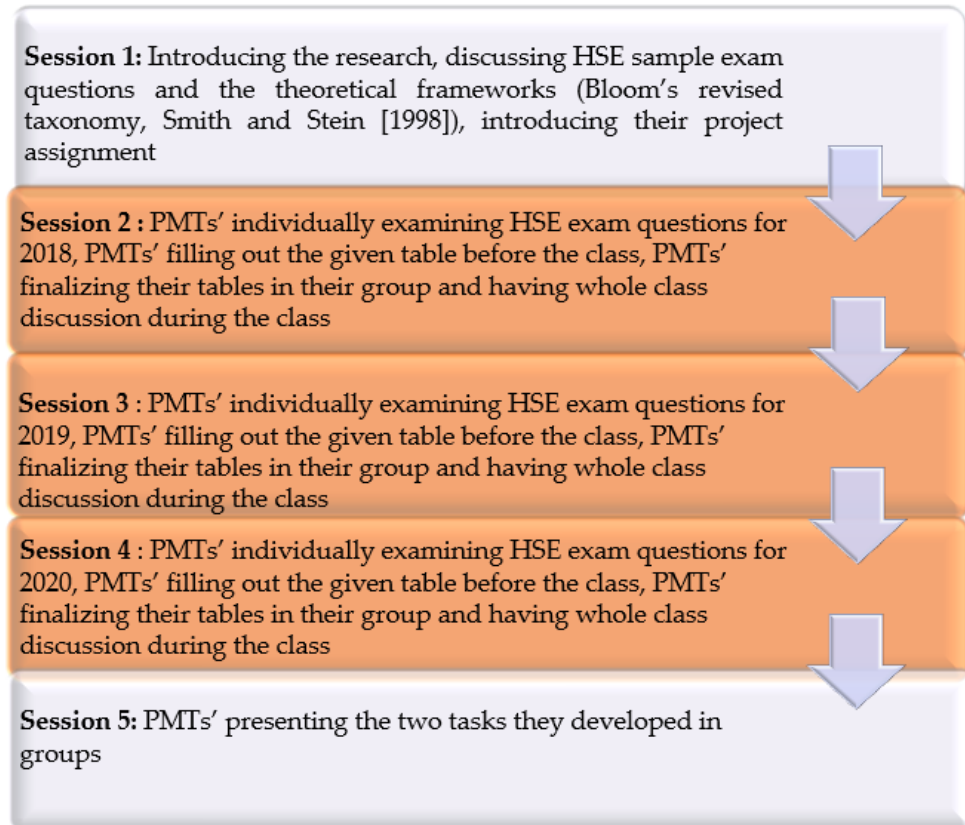 Session 1: Introducing the research, discussing HSE sample exam
questions and the theoretical frameworks (Bloom's revised
taxonomy, Smith and Stein [1998]), introducing their project
assignment
Session 2 : PMTs' individually examining HSE exam questions for
2018, PMTs' filling out the given table before the class, PMTs'
finalizing their tables in their group and having whole class
discussion during the class
Session 3 : PMTs' individually examining HSE exam questions for
2019, PMTs' filling out the given table before the class, PMTs'
finalizing their tables in their group and having whole class
discussion during the class
Session 4 : PMTs' individually examining HSE exam questions for
2020, PMTs' filling out the given table before the class, PMTs'
finalizing their tables in their group and having whole class
discussion during the class
Session 5: PMTs' presenting the two tasks they developed in
groups